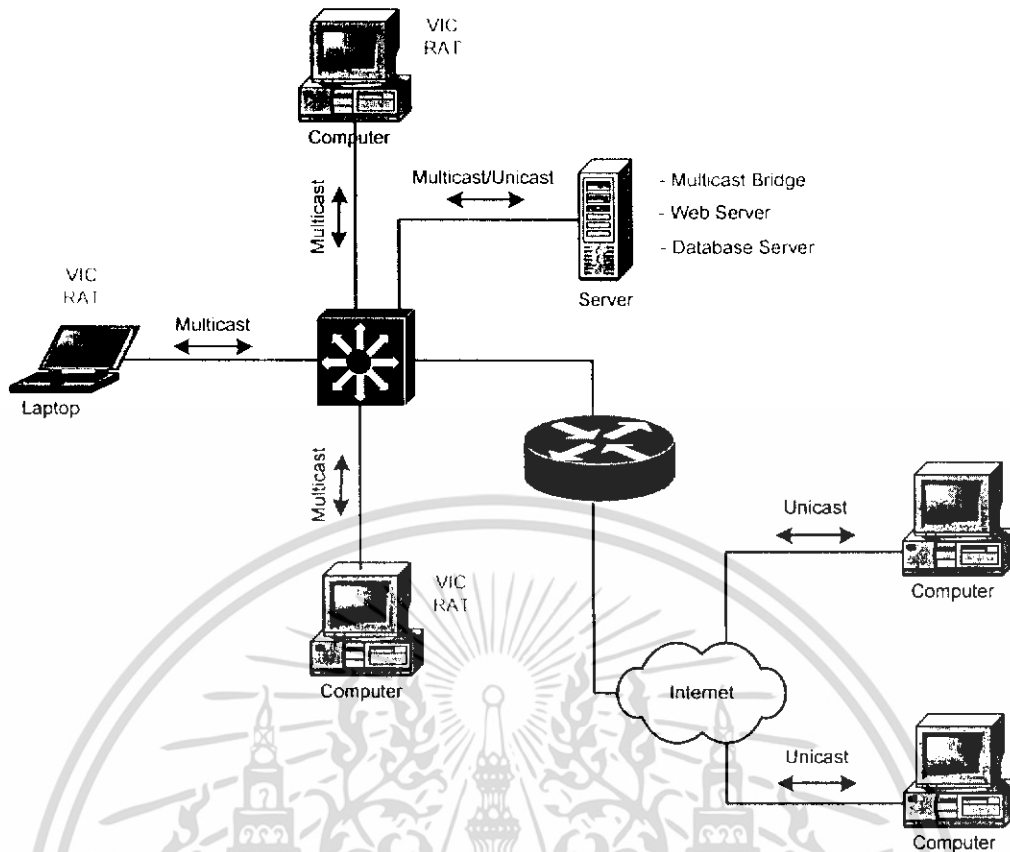 VIC
RAT
Computer
Multicast/Unicast
- Multicast Bridge
- Web Server
- Database Server
Server
Multicast
VIC
RAT
Multicast
Laptop
Multicast
VIC
RAT
Computer
Unicast
Computer
Internet
Unicast
Computer